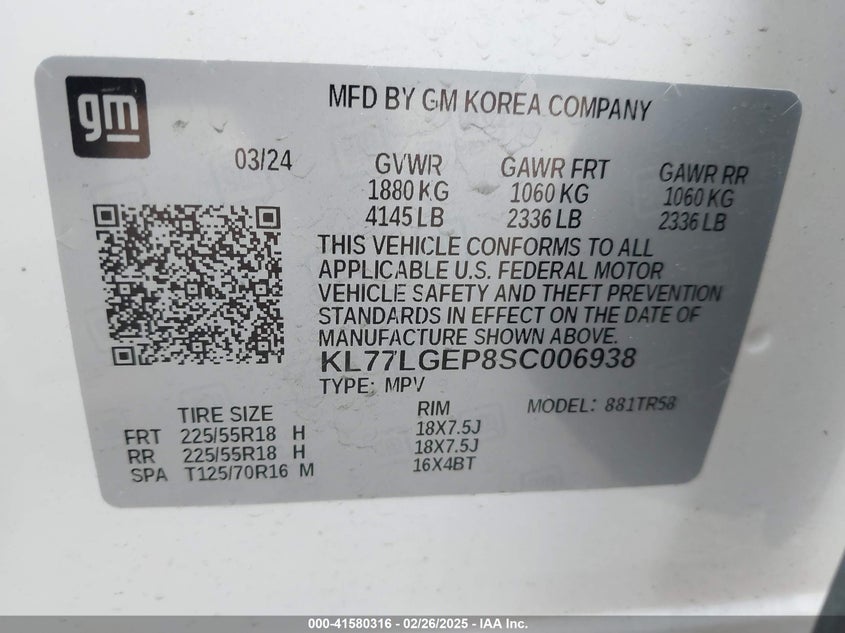 gm
MFD BY GM KOREA COMPANY
03/24 GVWR GAWR FRT GAWR RR
1880 KG 1060 KG 1060 KG
4145 LB 2336 LB 2336 LB
THIS VEHICLE CONFORMS TO ALL
APPLICABLE U.S. FEDERAL MOTOR
VEHICLE SAFETY AND THEFT PREVENTION
STANDARDS IN EFFECT ON THE DATE OF
MANUFACTURE SHOWN ABOVE.
KL77LGEP8SC006938
TYPE: MPV
TIRE SIZE RIM MODEL: 881TR58
FRT 225/55R18 H 18X7.5J
RR 225/55R18 H 18X7.5J
SPA T125/70R16 M 16X4BT
000-41580316 - 02/26/2025 - IAA Inc.